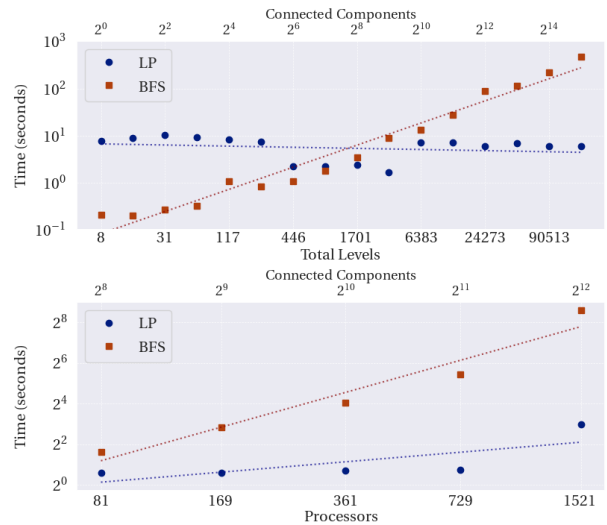 Connected Components
2^0 2^2 2^4 2^6 2^8 2^10 2^12 2^14
Time (seconds)
10^3
10^2
10^1
10^0
10^-1
LP
BFS
8 31 117 446 1701 6383 24273 90513
Total Levels
Connected Components
2^8 2^9 2^10 2^11 2^12
Time (seconds)
2^8
2^6
2^4
2^2
2^0
LP
BFS
81 169 361 729 1521
Processors